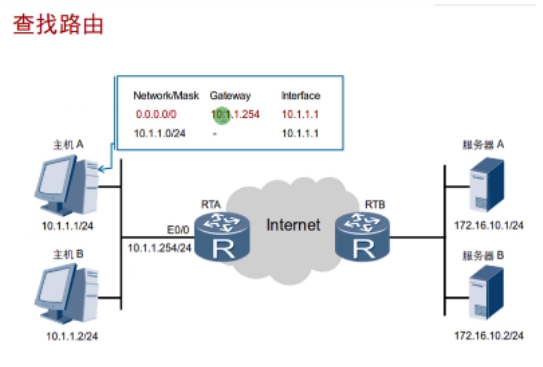 查找路由
Network/Mask Gateway Interface
0.0.0.0/0 10.1.1.254 10.1.1.1
10.1.1.0/24 - 10.1.1.1
主机 A
服务器 A
RTA
RTB
Internet
10.1.1.1/24
E0/0
172.16.10.1/24
10.1.1.254/24
R
R
主机 B
服务器 B
10.1.1.2/24
172.16.10.2/24